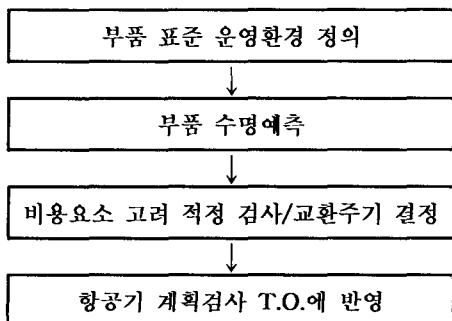 부품 표준 운영환경 정의
부품 수명예측
비용요소 고려 적정 검사/교환주기 결정
항공기 계획검사 T.O.에 반영